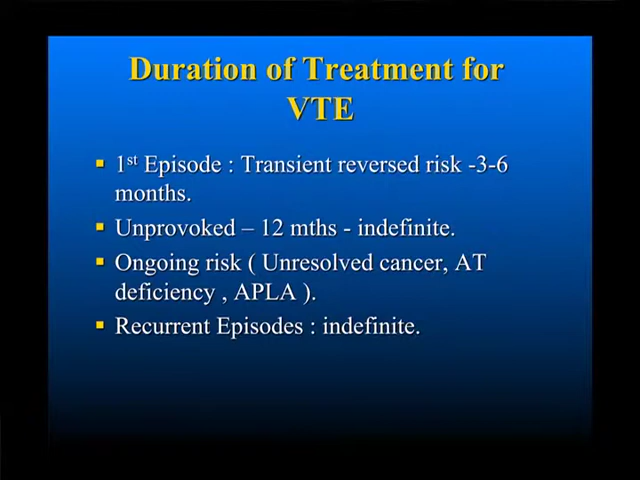 Duration of Treatment for
VTE
1st Episode : Transient reversed risk -3-6
months.
Unprovoked – 12 mths - indefinite.
Ongoing risk ( Unresolved cancer, AT
deficiency , APLA ).
Recurrent Episodes : indefinite.